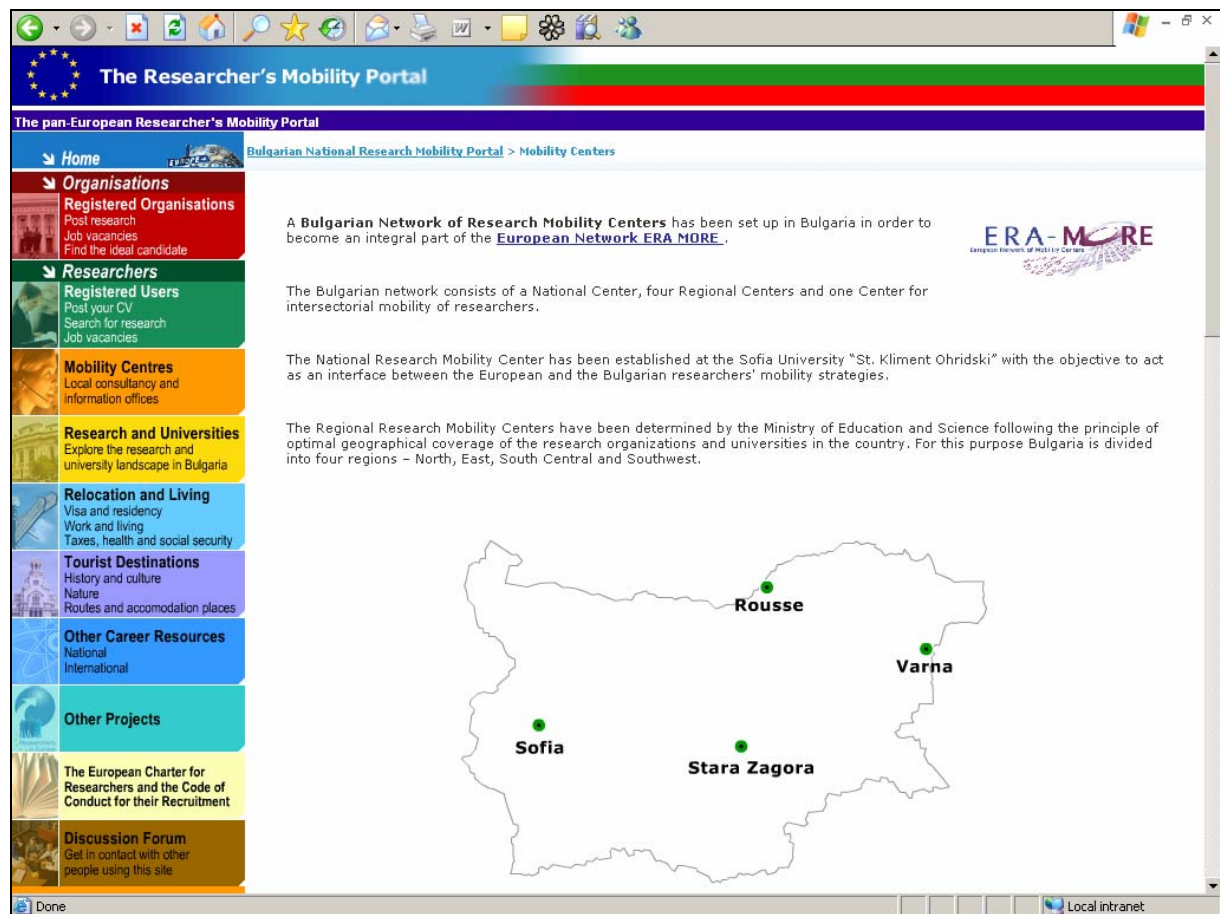 The Researcher's Mobility Portal
The pan-European Researcher's Mobility Portal
Home
Organisations
Registered Organisations
Post research
Job vacancies
Find the ideal candidate
Researchers
Registered Users
Post your CV
Search for research
Job vacancies
Mobility Centres
Local consultancy and
information offices
Research and Universities
Explore the research and
university landscape in Bulgaria
Relocation and Living
Visa and residency
Work and living
Taxes, health and social security
Tourist Destinations
History and culture
Nature
Routes and accomodation places
Other Career Resources
National
International
Other Projects
The European Charter for
Researchers and the Code of
Conduct for their Recruitment
Discussion Forum
Get in contact with other
people using this site
Bulgarian National Research Mobility Portal > Mobility Centers
A Bulgarian Network of Research Mobility Centers has been set up in Bulgaria in order to
become an integral part of the European Network ERA MORE .
ERA-MORE
European Network of Mobility Centers
The Bulgarian network consists of a National Center, four Regional Centers and one Center for
intersectorial mobility of researchers.
The National Research Mobility Center has been established at the Sofia University “St. Kliment Ohridski” with the objective to act
as an interface between the European and the Bulgarian researchers' mobility strategies.
The Regional Research Mobility Centers have been determined by the Ministry of Education and Science following the principle of
optimal geographical coverage of the research organizations and universities in the country. For this purpose Bulgaria is divided
into four regions – North, East, South Central and Southwest.
Rousse
Varna
Sofia
Stara Zagora
Done
Local intranet